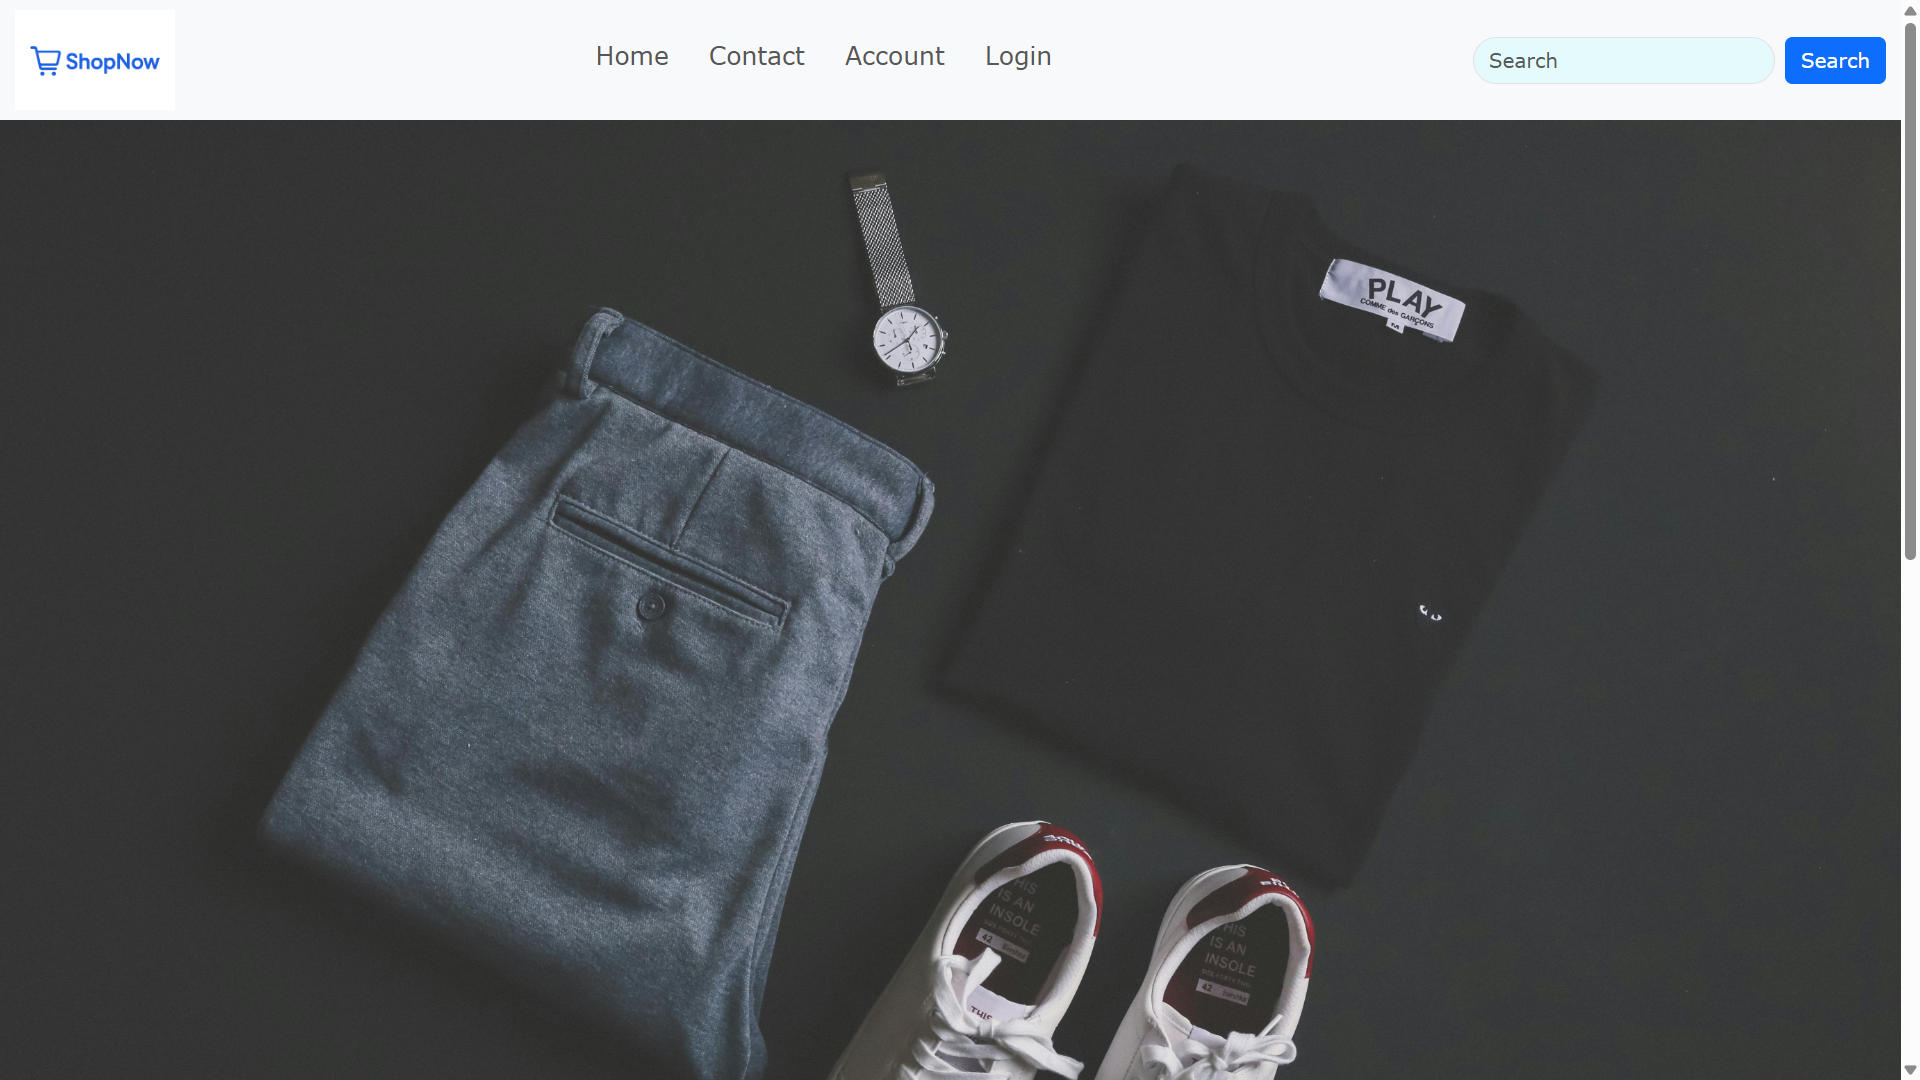 ShopNow
Home
Contact
Account
Login
Search
Search
PLAY
COMME des GARÇONS
M
THIS
IS AN
INSOLE
42
THIS
IS AN
INSOLE
42
THIS